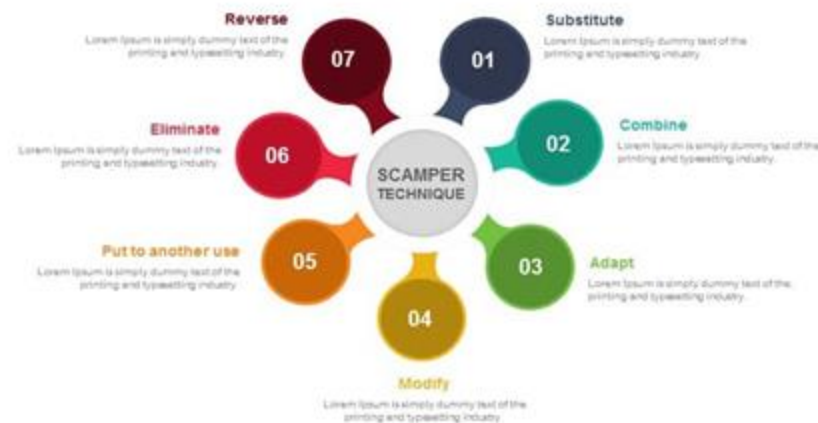 Reverse
Lorem Ipsum is simply dummy text of the
printing and typesetting industry.
07
Substitute
Lorem Ipsum is simply dummy text of the
printing and typesetting industry
01
Combine
Lorem Ipsum is simply dummy text of the
printing and typesetting industry.
02
Adapt
Lorem Ipsum is simply dummy text of the
printing and typesetting industry.
03
Modify
Lorem Ipsum is simply dummy text of the
printing and typesetting industry
04
Put to another use
Lorem Ipsum is simply dummy text of the
printing and typesetting industry.
05
Eliminate
Lorem Ipsum is simply dummy text of the
printing and typesetting industry.
06
SCAMPER
TECHNIQUE